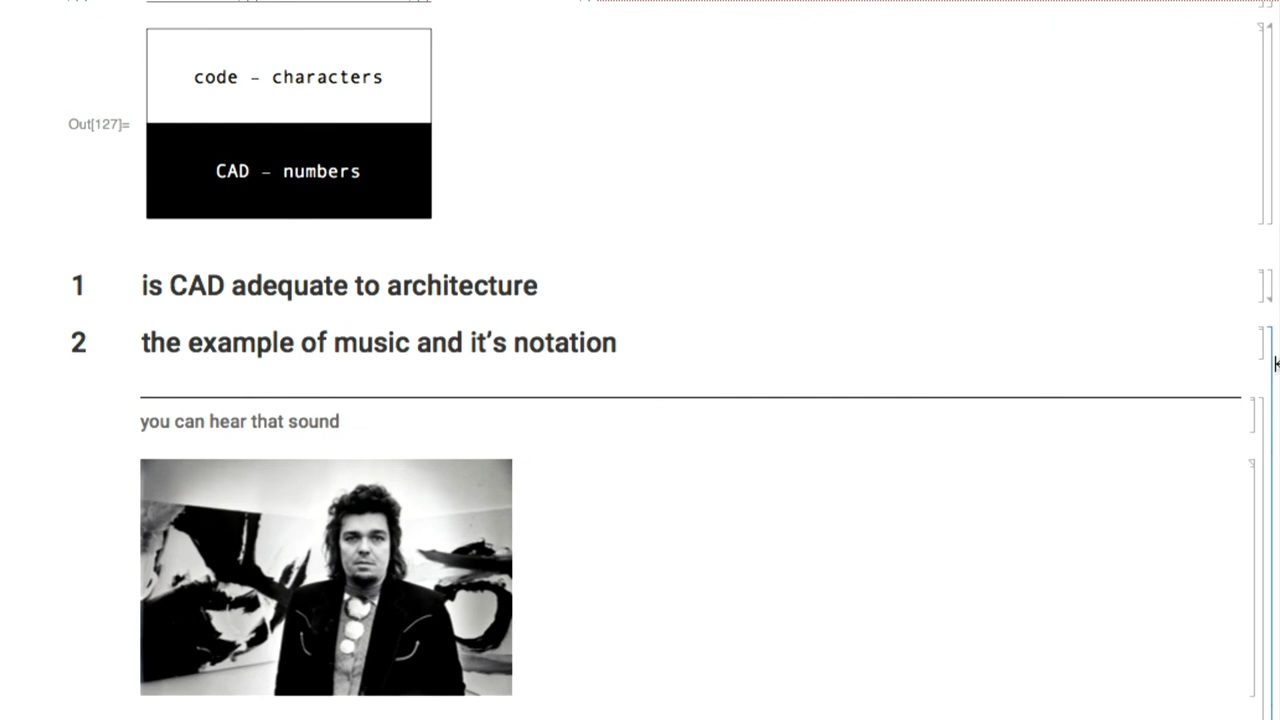 code – characters
Out[127]=
CAD – numbers
1 is CAD adequate to architecture
2 the example of music and it’s notation
you can hear that sound